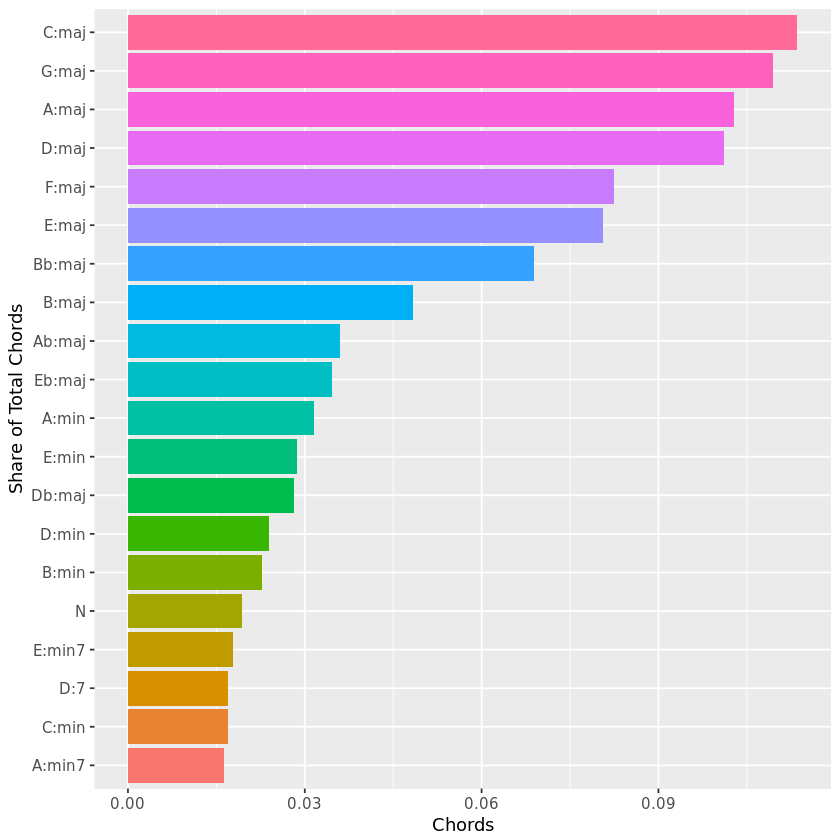 C:maj
G:maj
A:maj
D:maj
F:maj
E:maj
Bb:maj
B:maj
Ab:maj
Eb:maj
A:min
E:min
Db:maj
D:min
B:min
N
E:min7
D:7
C:min
A:min7
Share of Total Chords
0.00 0.03 0.06 0.09
Chords